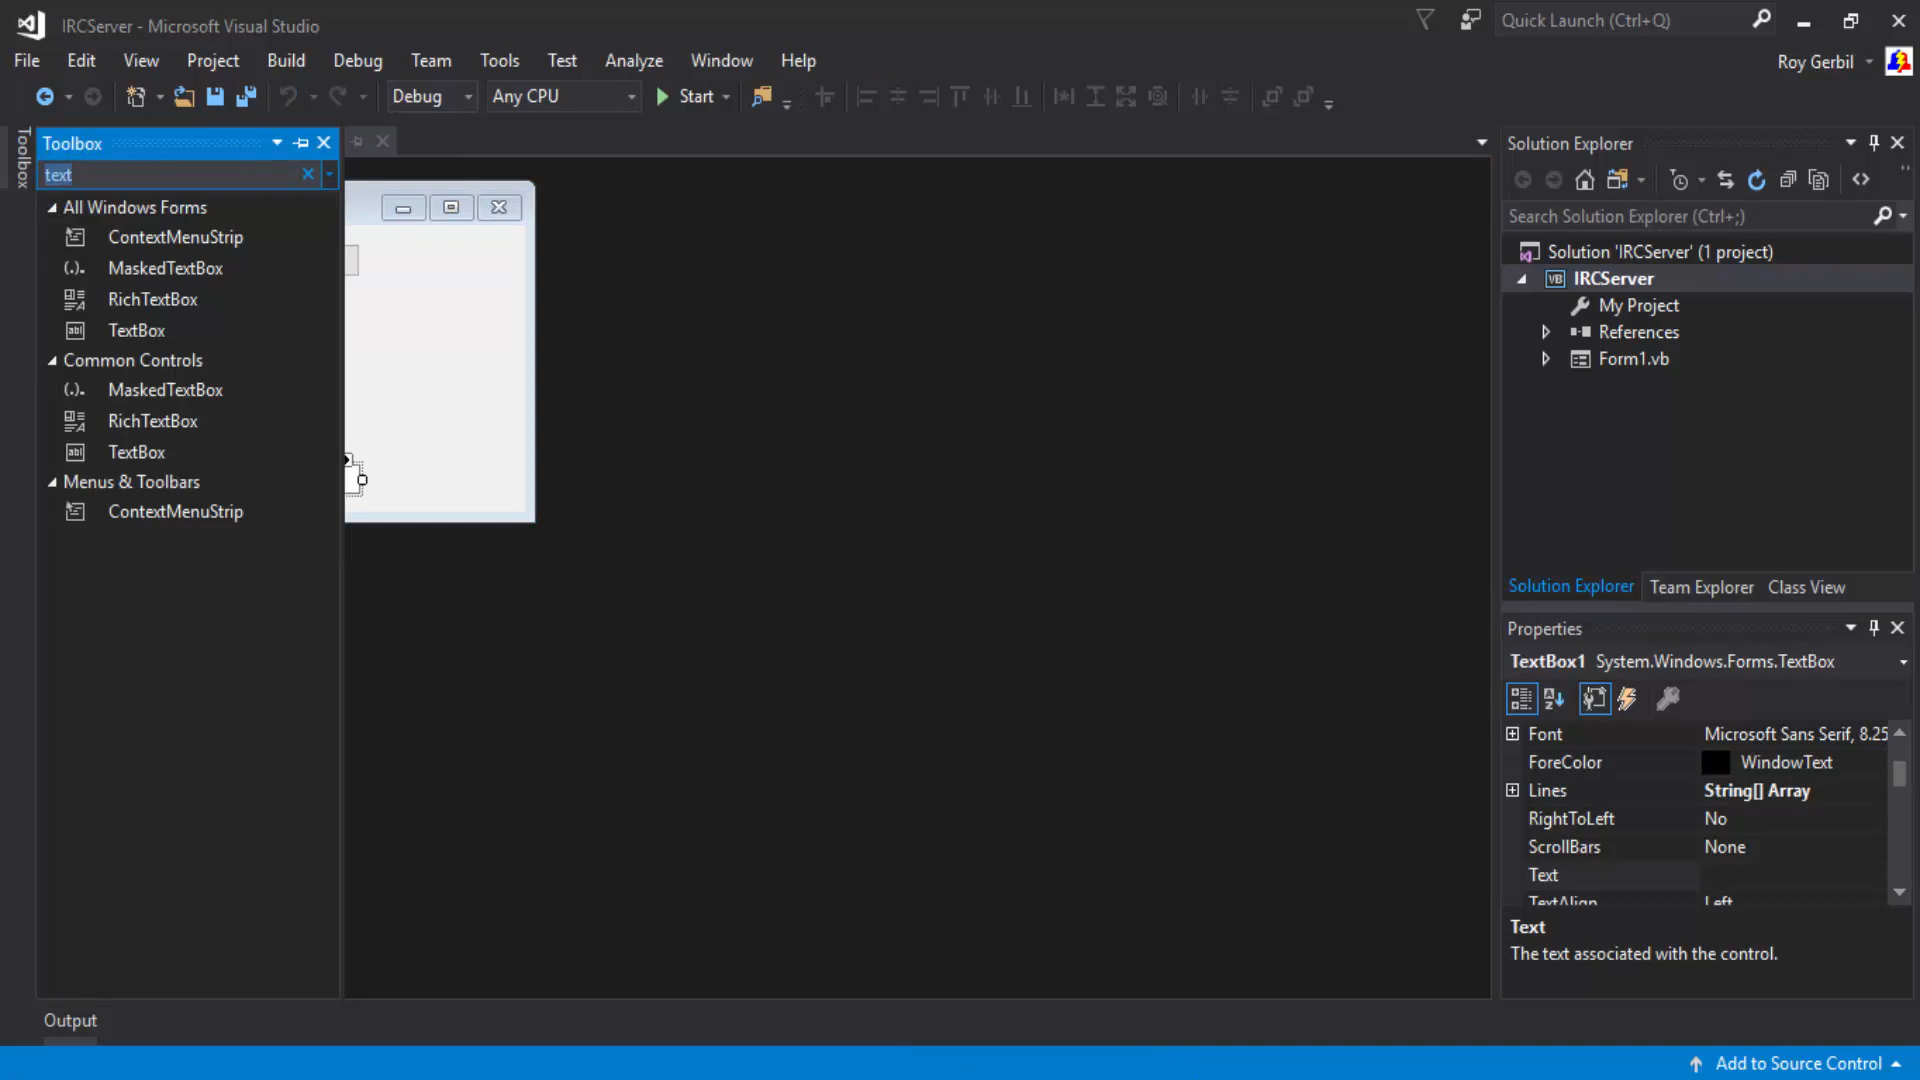 IRCServer - Microsoft Visual Studio
Quick Launch (Ctrl+Q)
File Edit View Project Build Debug Team Tools Test Analyze Window Help
Roy Gerbil
Debug Any CPU Start
Toolbox
Toolbox
text
All Windows Forms
ContextMenuStrip
MaskedTextBox
RichTextBox
TextBox
Common Controls
MaskedTextBox
RichTextBox
TextBox
Menus & Toolbars
ContextMenuStrip
Solution Explorer
Search Solution Explorer (Ctrl+;)
Solution 'IRCServer' (1 project)
VB IRCServer
My Project
References
Form1.vb
Solution Explorer Team Explorer Class View
Properties
TextBox1 System.Windows.Forms.TextBox
Font Microsoft Sans Serif, 8.25
ForeColor WindowText
Lines String[] Array
RightToLeft No
ScrollBars None
Text
TextAlign Left
Text
The text associated with the control.
Output
Add to Source Control